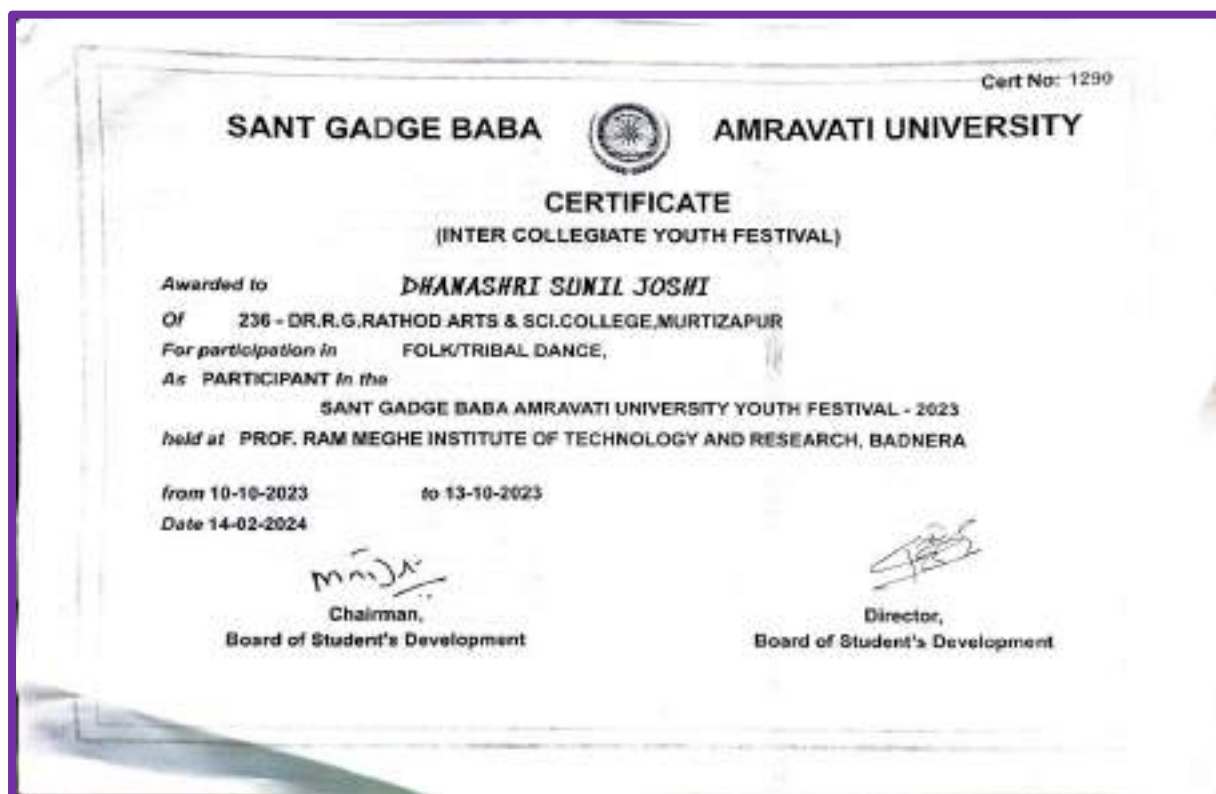 Cert No: 1290
SANT GADGE BABA AMRAVATI UNIVERSITY
CERTIFICATE
(INTER COLLEGIATE YOUTH FESTIVAL)
Awarded to DHANASHRI SUNIL JOSHI
Of 236 - DR.R.G.RATHOD ARTS & SCI.COLLEGE,MURTIZAPUR
For participation in FOLK/TRIBAL DANCE,
As PARTICIPANT In the
SANT GADGE BABA AMRAVATI UNIVERSITY YOUTH FESTIVAL - 2023
held at PROF. RAM MEGHE INSTITUTE OF TECHNOLOGY AND RESEARCH, BADNERA
from 10-10-2023 to 13-10-2023
Date 14-02-2024
Chairman, Director,
Board of Student's Development Board of Student's Development